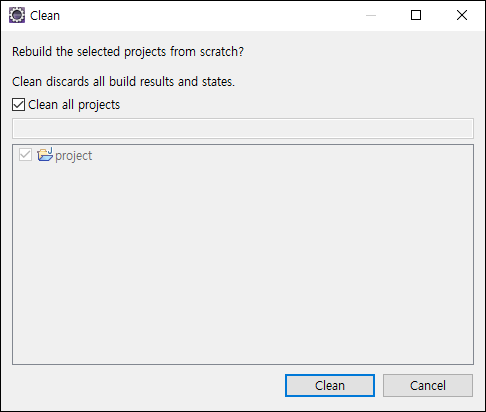 Clean
Rebuild the selected projects from scratch?
Clean discards all build results and states.
Clean all projects
project
Clean
Cancel